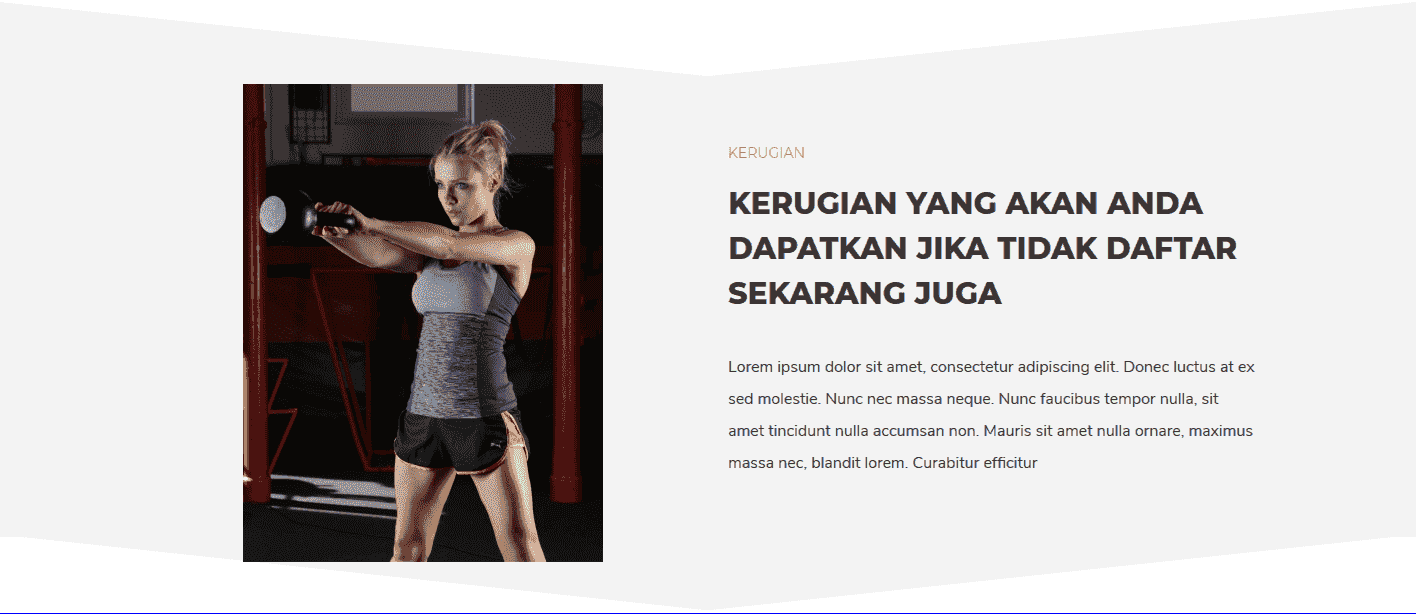 KERUGIAN
KERUGIAN YANG AKAN ANDA
DAPATKAN JIKA TIDAK DAFTAR
SEKARANG JUGA
Lorem ipsum dolor sit amet, consectetur adipiscing elit. Donec luctus at ex
sed molestie. Nunc nec massa neque. Nunc faucibus tempor nulla, sit
amet tincidunt nulla accumsan non. Mauris sit amet nulla ornare, maximus
massa nec, blandit lorem. Curabitur efficitur